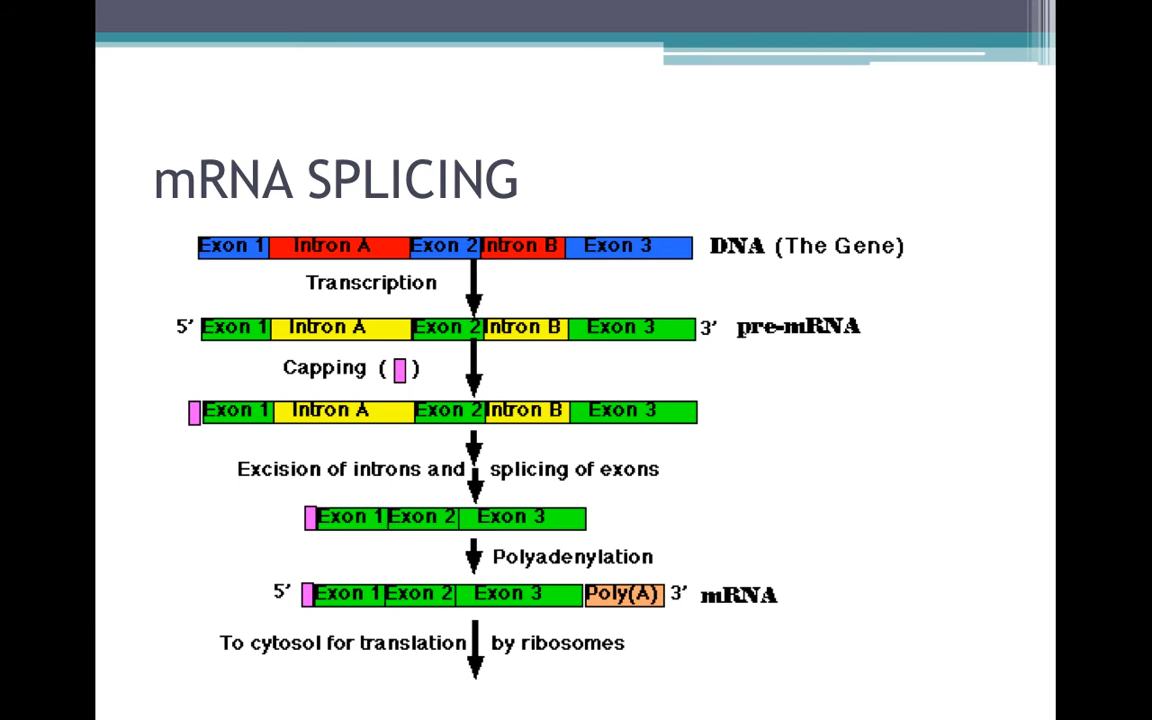 mRNA SPLICING
Exon 1 Intron A Exon 2 Intron B Exon 3 DNA (The Gene)
Transcription
5' Exon 1 Intron A Exon 2 Intron B Exon 3 3' pre-mRNA
Capping ( )
Exon 1 Intron A Exon 2 Intron B Exon 3
Excision of introns and splicing of exons
Exon 1 Exon 2 Exon 3
Polyadenylation
5' Exon 1 Exon 2 Exon 3 Poly(A) 3' mRNA
To cytosol for translation by ribosomes